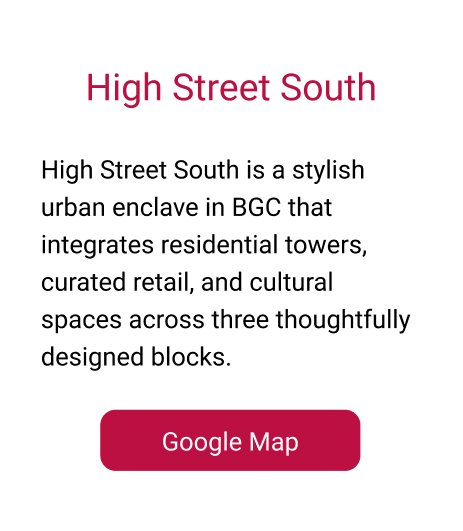 High Street South
High Street South is a stylish
urban enclave in BGC that
integrates residential towers,
curated retail, and cultural
spaces across three thoughtfully
designed blocks.
Google Map